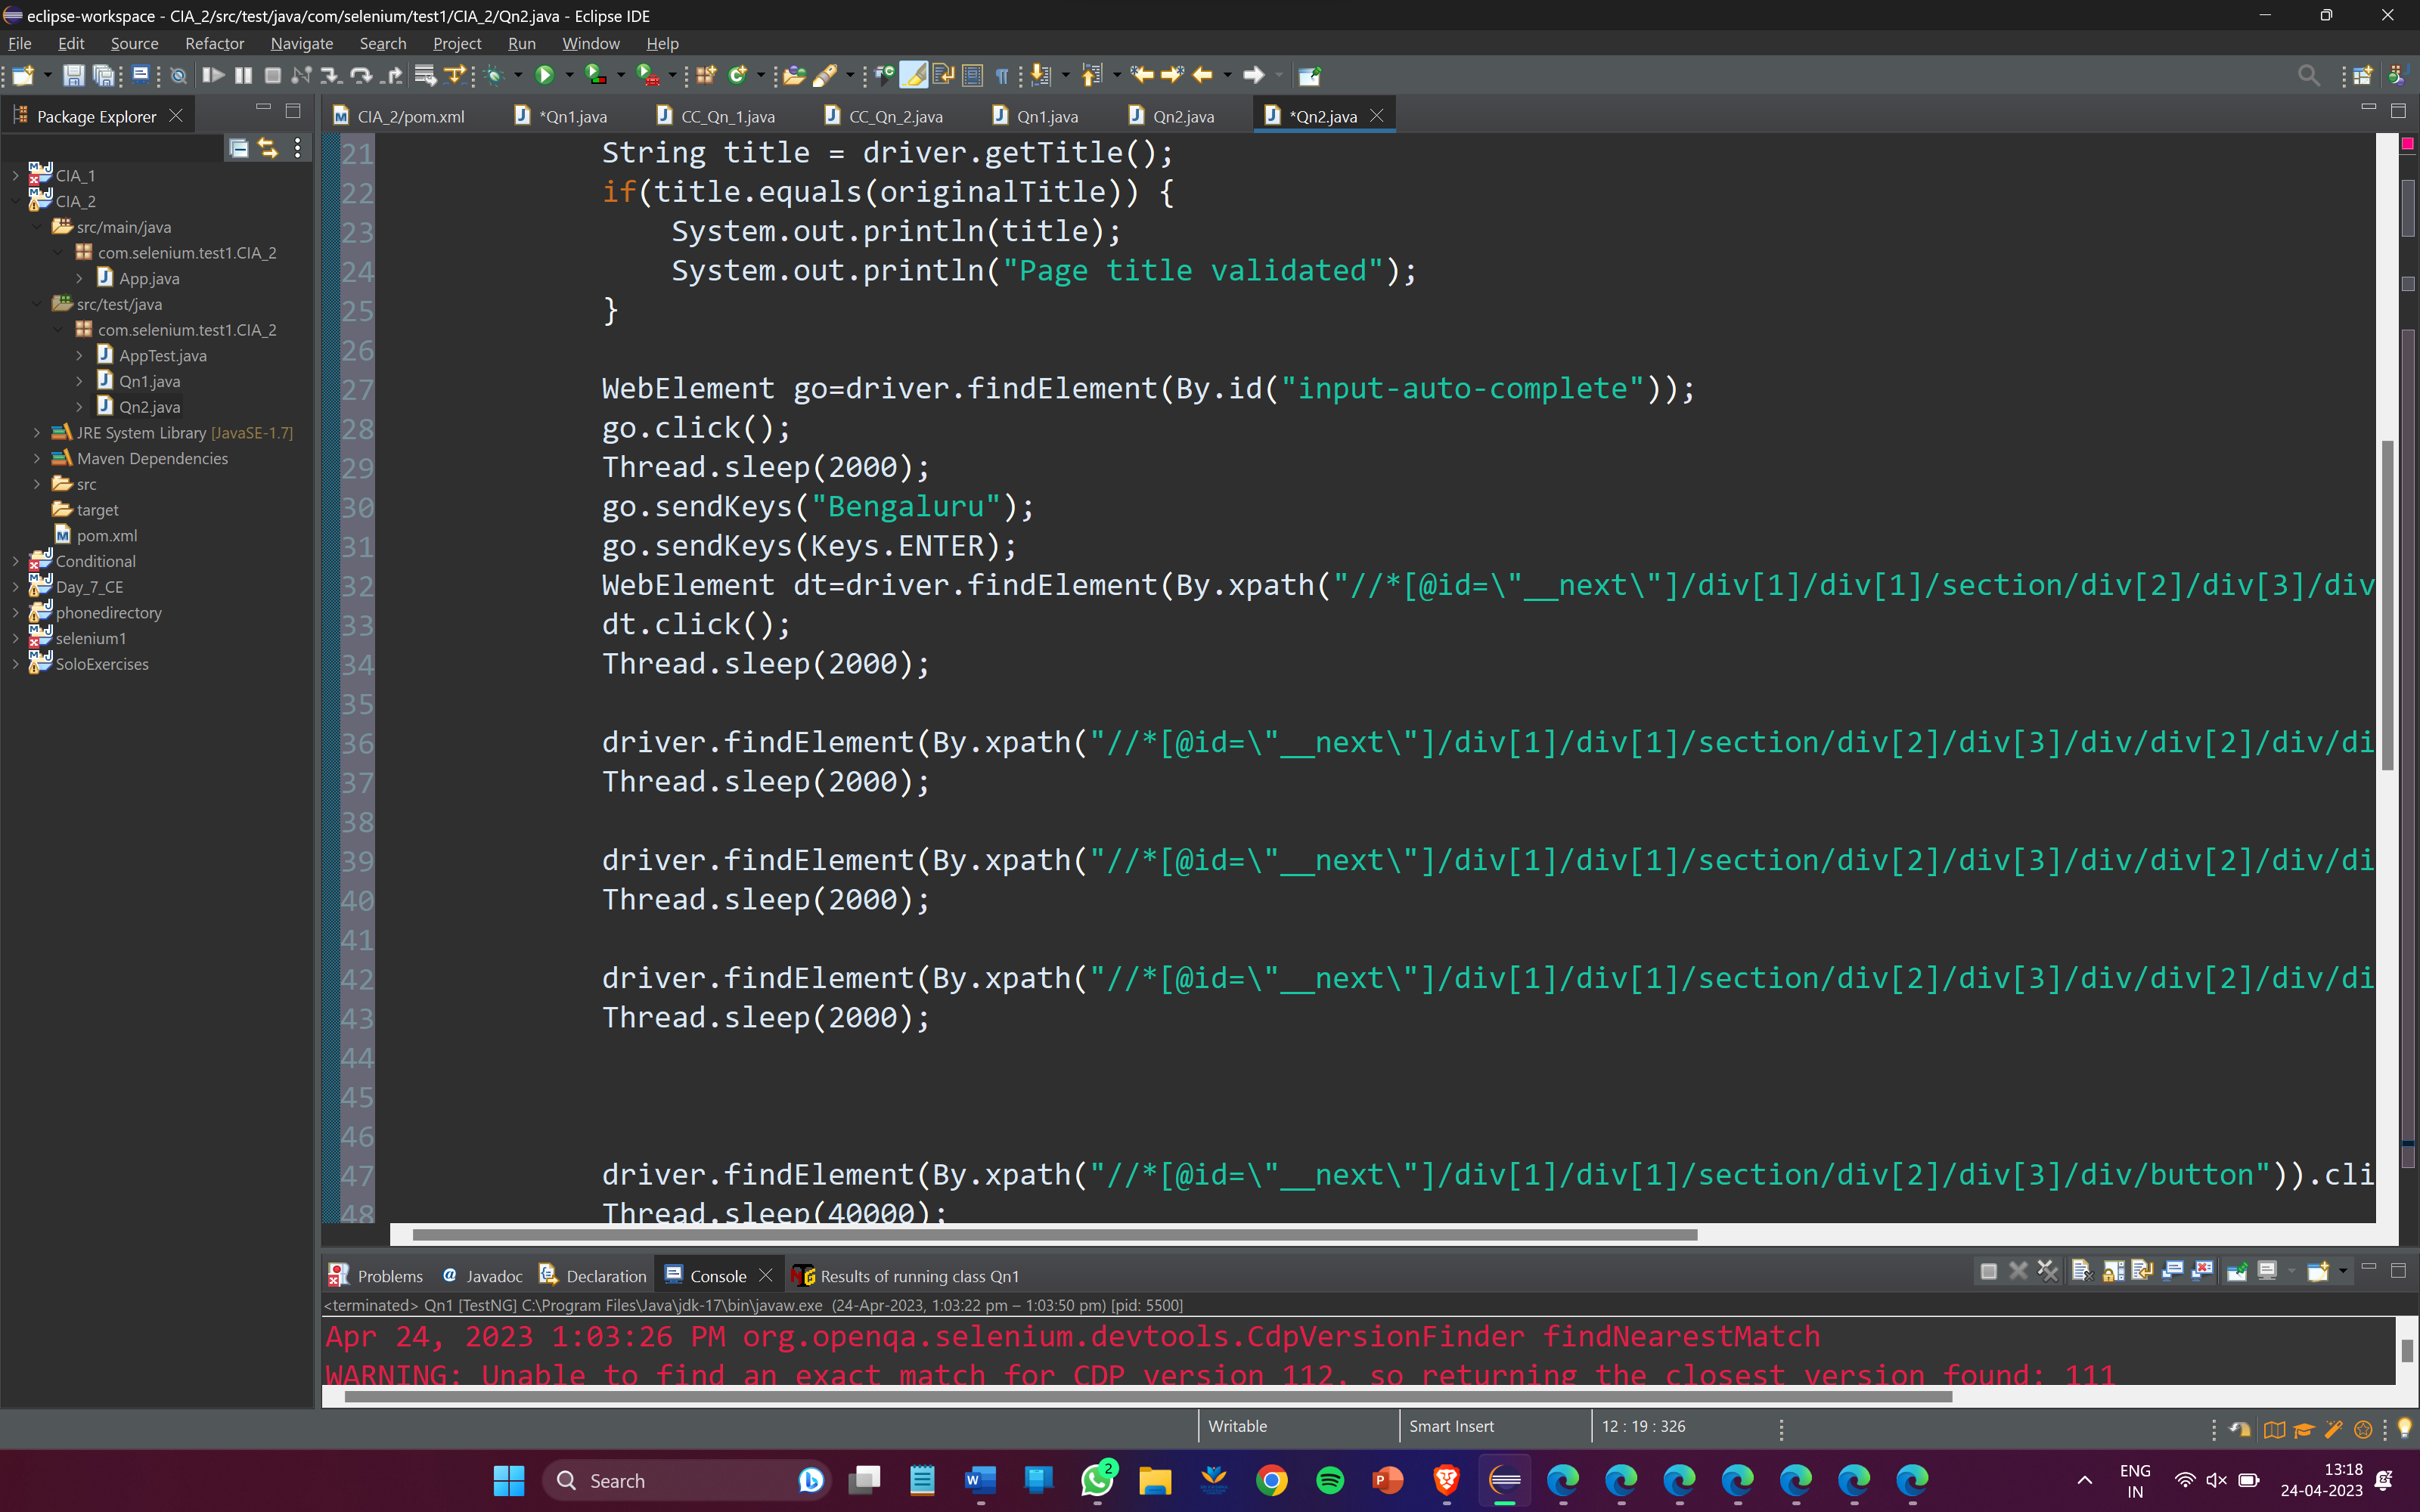 eclipse-workspace - CIA_2/src/test/java/com/selenium/test1/CIA_2/Qn2.java - Eclipse IDE
File Edit Source Refactor Navigate Search Project Run Window Help
Package Explorer
CIA_2/pom.xml *Qn1.java CC_Qn_1.java CC_Qn_2.java Qn1.java Qn2.java *Qn2.java
CIA_1
CIA_2
src/main/java
com.selenium.test1.CIA_2
App.java
src/test/java
com.selenium.test1.CIA_2
AppTest.java
Qn1.java
Qn2.java
JRE System Library [JavaSE-1.7]
Maven Dependencies
src
target
pom.xml
Conditional
Day_7_CE
phonedirectory
selenium1
SoloExercises
21 String title = driver.getTitle();
22 if(title.equals(originalTitle)) {
23 System.out.println(title);
24 System.out.println("Page title validated");
25 }
26
27 WebElement go=driver.findElement(By.id("input-auto-complete"));
28 go.click();
29 Thread.sleep(2000);
30 go.sendKeys("Bengaluru");
31 go.sendKeys(Keys.ENTER);
32 WebElement dt=driver.findElement(By.xpath("//*[@id=\"__next\"]/div[1]/div[1]/section/div[2]/div[3]/div
33 dt.click();
34 Thread.sleep(2000);
35
36 driver.findElement(By.xpath("//*[@id=\"__next\"]/div[1]/div[1]/section/div[2]/div[3]/div/div[2]/div/di
37 Thread.sleep(2000);
38
39 driver.findElement(By.xpath("//*[@id=\"__next\"]/div[1]/div[1]/section/div[2]/div[3]/div/div[2]/div/di
40 Thread.sleep(2000);
41
42 driver.findElement(By.xpath("//*[@id=\"__next\"]/div[1]/div[1]/section/div[2]/div[3]/div/div[2]/div/di
43 Thread.sleep(2000);
44
45
46
47 driver.findElement(By.xpath("//*[@id=\"__next\"]/div[1]/div[1]/section/div[2]/div[3]/div/button")).cli
48 Thread.sleep(40000);
Problems Javadoc Declaration Console Results of running class Qn1
<terminated> Qn1 [TestNG] C:\Program Files\Java\jdk-17\bin\javaw.exe (24-Apr-2023, 1:03:22 pm – 1:03:50 pm) [pid: 5500]
Apr 24, 2023 1:03:26 PM org.openqa.selenium.devtools.CdpVersionFinder findNearestMatch
WARNING: Unable to find an exact match for CDP version 112, so returning the closest version found: 111
Writable Smart Insert 12 : 19 : 326
Search
2
ENG
IN
13:18
24-04-2023